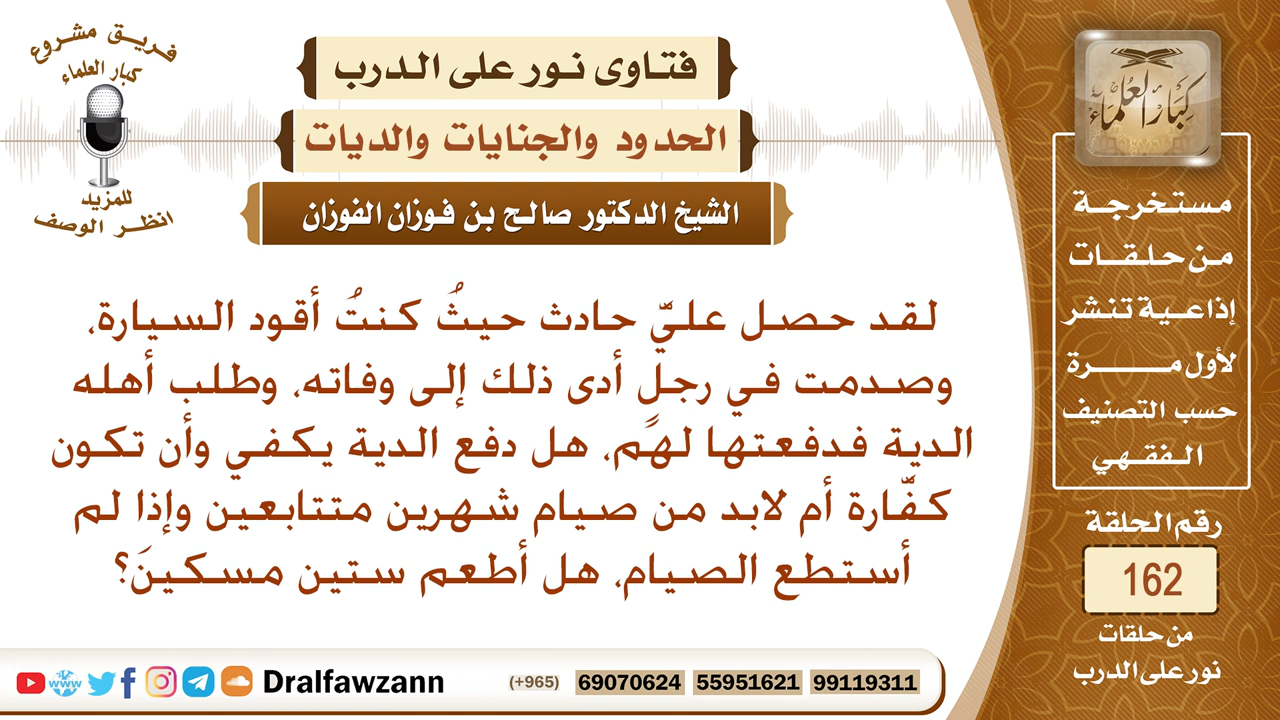 فريق مشروع
كبار العلماء
للمزيد
انظر الوصف
فتاوى نور على الدرب
الحدود والجنايات والديات
الشيخ الدكتور صالح بن فوزان الفوزان
لقد حصل عليّ حادث حيثُ كنتُ أقود السيارة،
وصدمت في رجلٍ أدى ذلك إلى وفاته، وطلب أهله
الدية فدفعتها لهم، هل دفع الدية يكفي وأن تكون
كفّارة أم لابد من صيام شهرين متتابعين وإذا لم
أستطع الصيام، هل أطعم ستين مسكينَ؟
كبار العلماء
مستخرجة
من حلقات
إذاعية تنشر
لأول مرة
حسب التصنيف
الفقهي
رقم الحلقة
162
من حلقات
نور على الدرب
www
Dralfawzann
(+965) 69070624 55951621 99119311